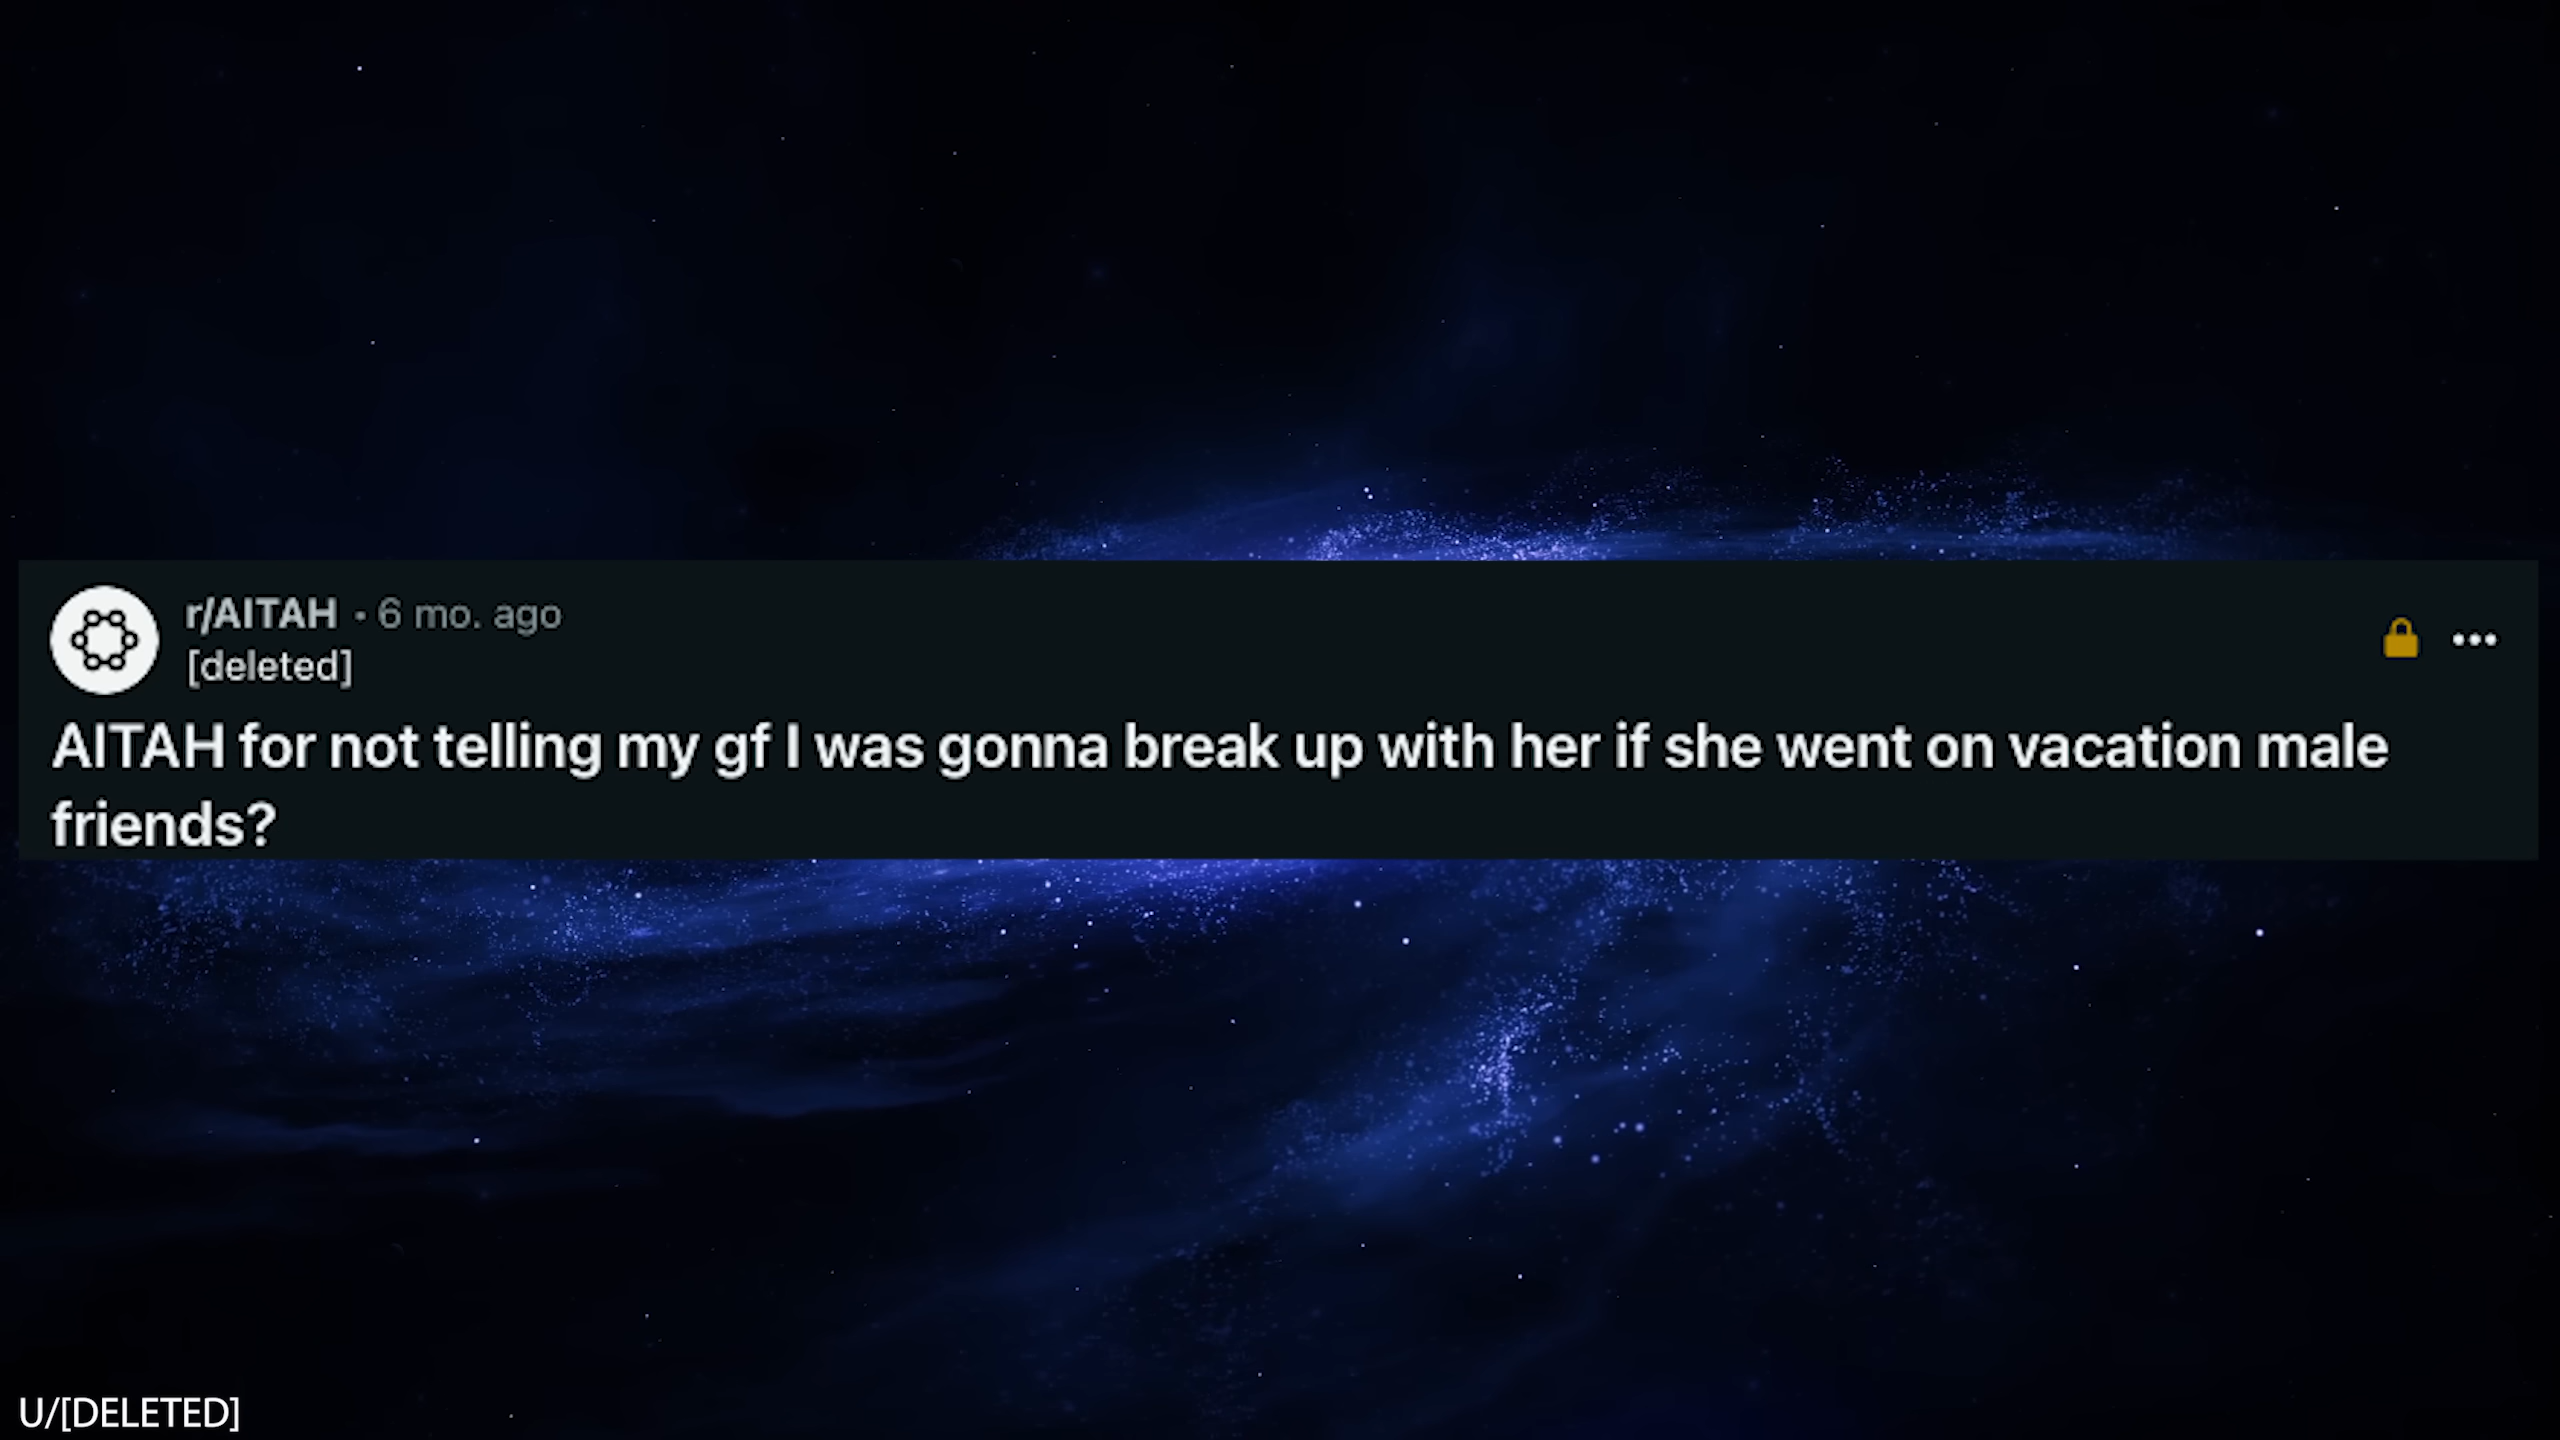 r/AITAH • 6 mo. ago
[deleted]
AITAH for not telling my gf I was gonna break up with her if she went on vacation male
friends?
U/[DELETED]